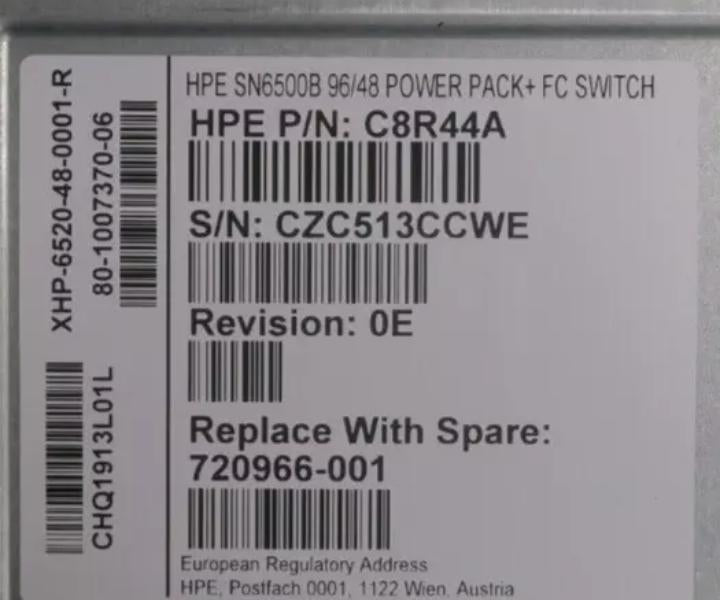 XHP-6520-48-0001-R
80-1007370-06
CHQ1913L01L
HPE SN6500B 96/48 POWER PACK+ FC SWITCH
HPE P/N: C8R44A
S/N: CZC513CCWE
Revision: 0E
Replace With Spare:
720966-001
European Regulatory Address
HPE, Postfach 0001, 1122 Wien, Austria